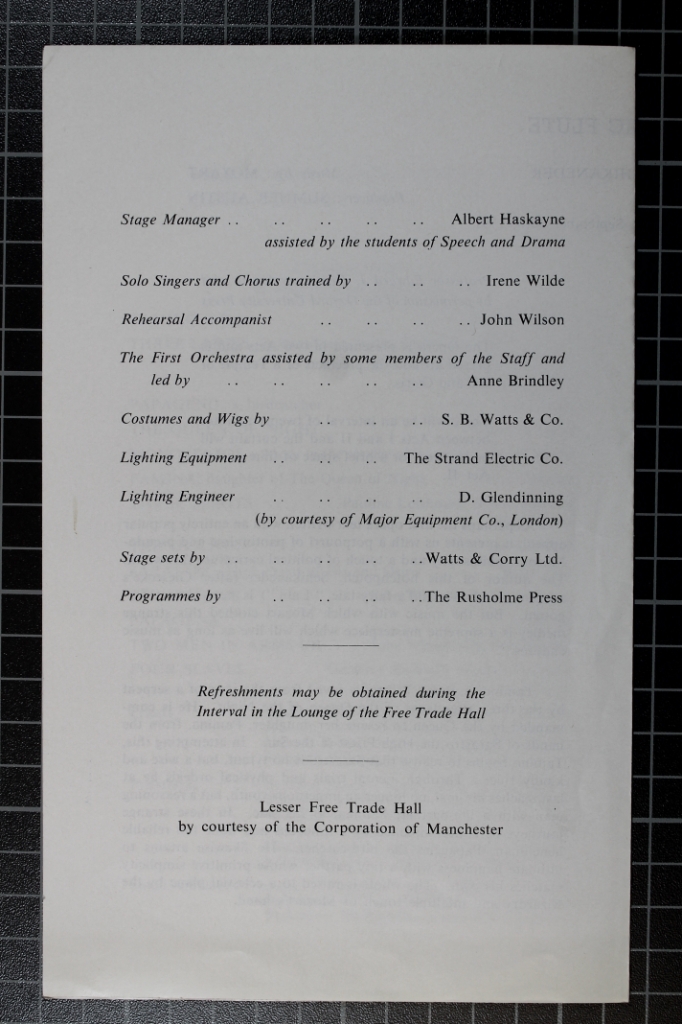 Stage Manager .. .. .. .. .. Albert Haskayne
assisted by the students of Speech and Drama
Solo Singers and Chorus trained by .. .. .. Irene Wilde
Rehearsal Accompanist .. .. .. .. John Wilson
The First Orchestra assisted by some members of the Staff and
led by .. .. .. .. .. Anne Brindley
Costumes and Wigs by .. .. .. S. B. Watts & Co.
Lighting Equipment .. .. .. The Strand Electric Co.
Lighting Engineer .. .. .. .. D. Glendinning
(by courtesy of Major Equipment Co., London)
Stage sets by .. .. .. .. .. Watts & Corry Ltd.
Programmes by .. .. .. .. The Rusholme Press
Refreshments may be obtained during the
Interval in the Lounge of the Free Trade Hall
Lesser Free Trade Hall
by courtesy of the Corporation of Manchester